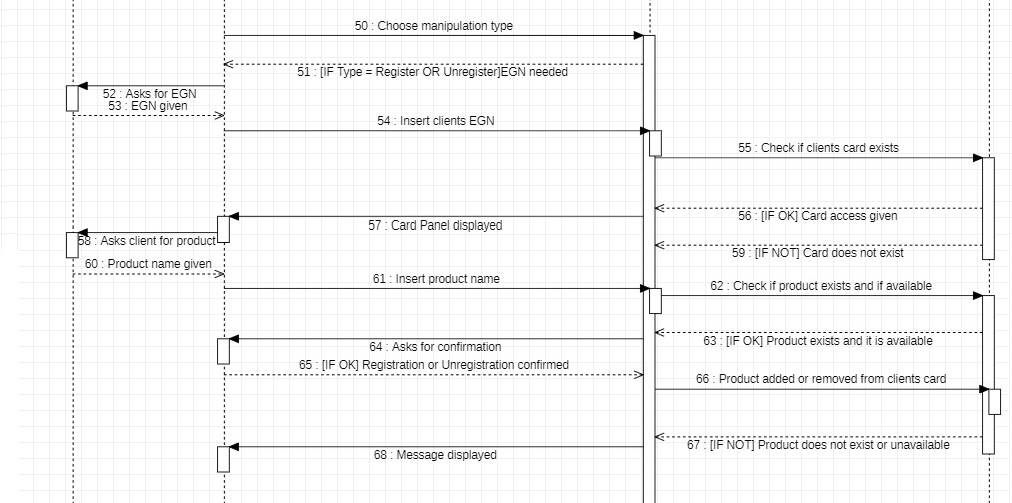 50 : Choose manipulation type
51 : [IF Type = Register OR Unregister]EGN needed
52 : Asks for EGN
53 : EGN given
54 : Insert clients EGN
55 : Check if clients card exists
56 : [IF OK] Card access given
57 : Card Panel displayed
58 : Asks client for product
59 : [IF NOT] Card does not exist
60 : Product name given
61 : Insert product name
62 : Check if product exists and if available
63 : [IF OK] Product exists and it is available
64 : Asks for confirmation
65 : [IF OK] Registration or Unregistration confirmed
66 : Product added or removed from clients card
67 : [IF NOT] Product does not exist or unavailable
68 : Message displayed